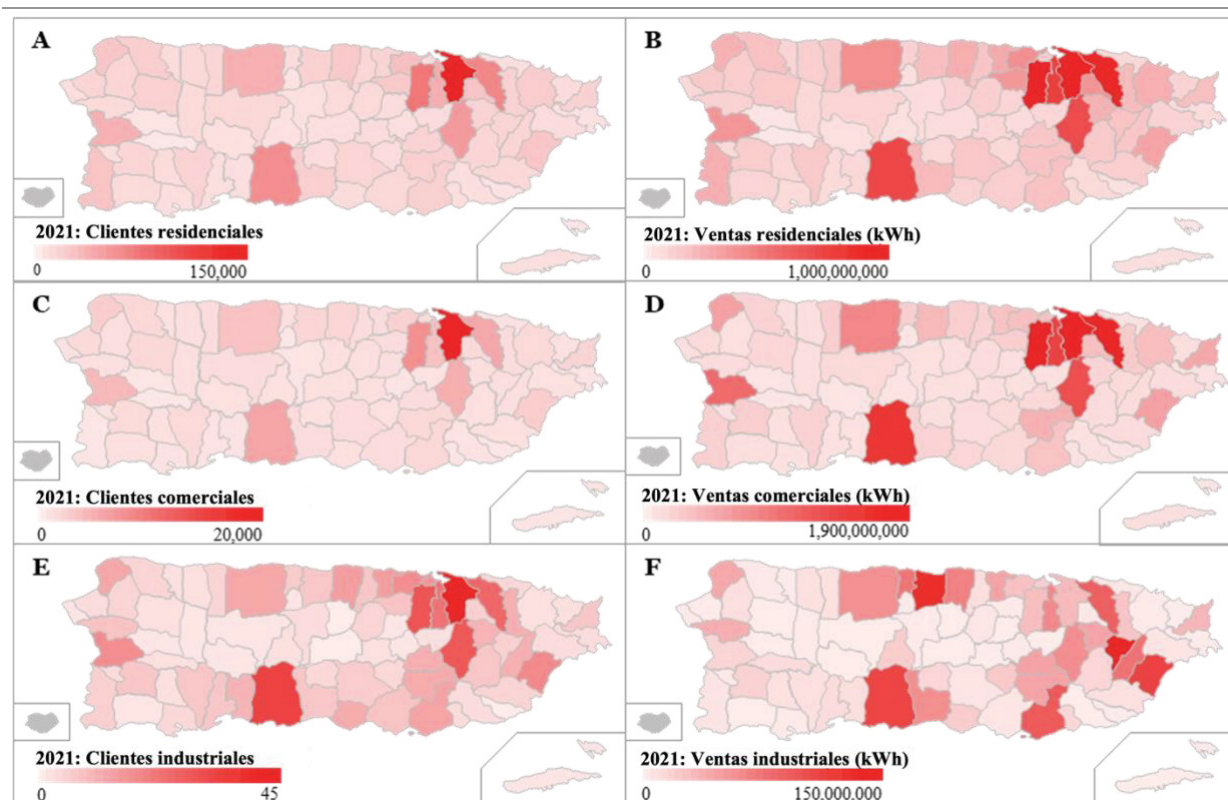 A
B
2021: Clientes residenciales
0
150,000
2021: Ventas residenciales (kWh)
0
1,000,000,000
C
D
2021: Clientes comerciales
0
20,000
2021: Ventas comerciales (kWh)
0
1,900,000,000
E
F
2021: Clientes industriales
0
45
2021: Ventas industriales (kWh)
0
150,000,000